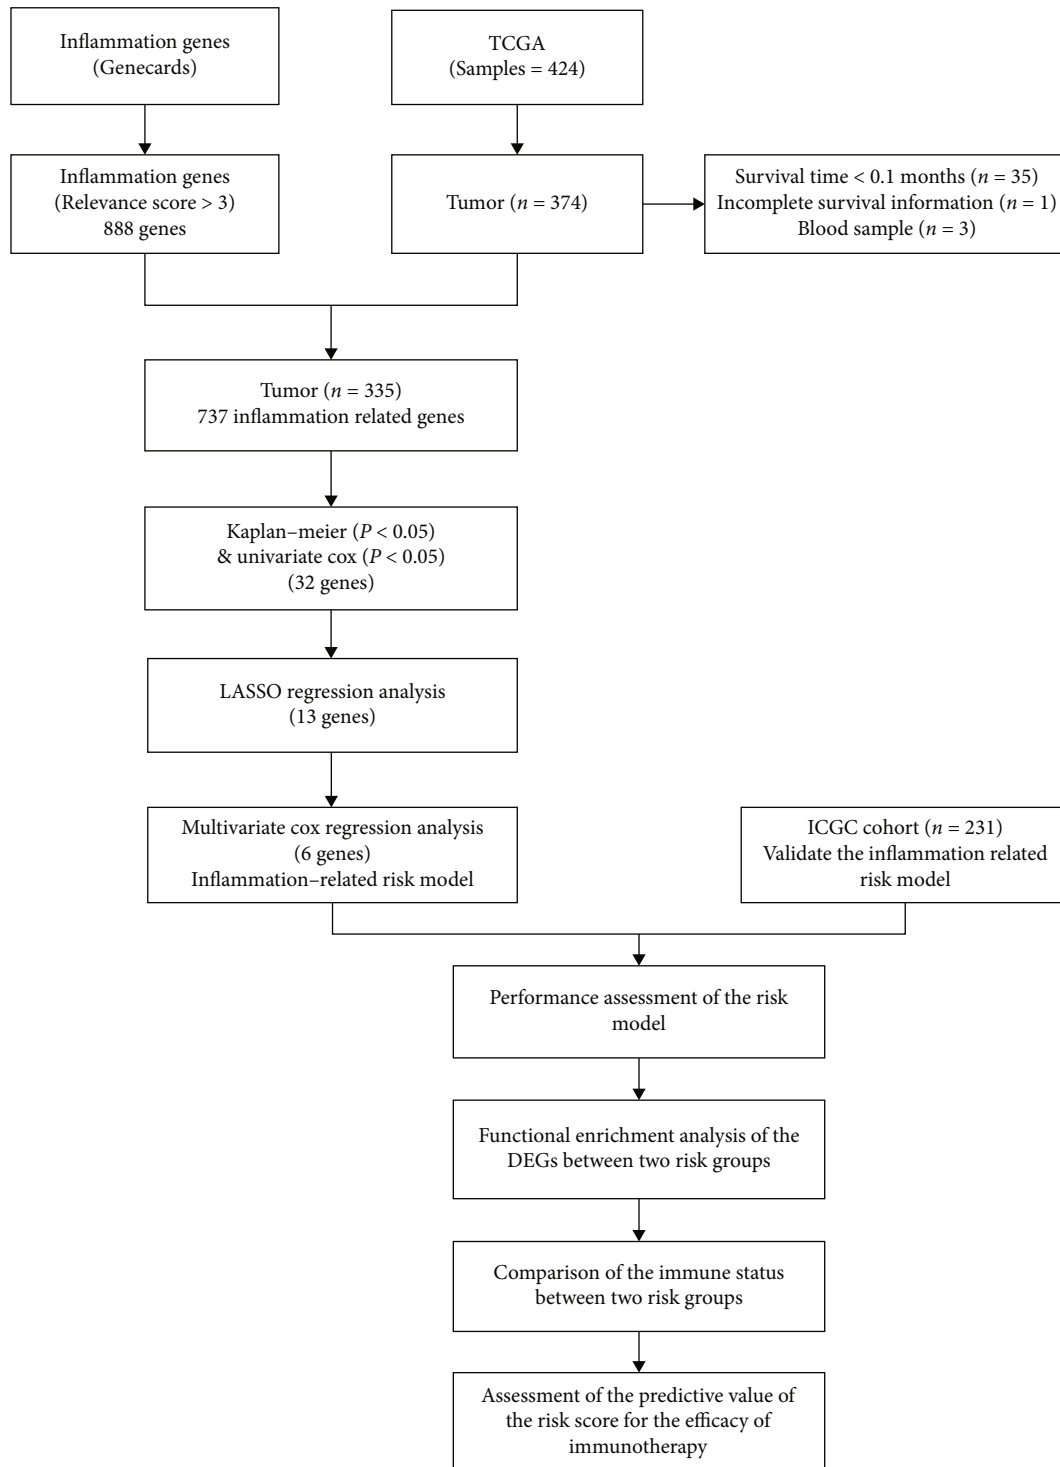 Inflammation genes
(Genecards)
TCGA
(Samples = 424)
Inflammation genes
(Relevance score > 3)
888 genes
Tumor (n = 374)
Survival time < 0.1 months (n = 35)
Incomplete survival information (n = 1)
Blood sample (n = 3)
Tumor (n = 335)
737 inflammation related genes
Kaplan–meier (P < 0.05)
& univariate cox (P < 0.05)
(32 genes)
LASSO regression analysis
(13 genes)
Multivariate cox regression analysis
(6 genes)
Inflammation–related risk model
ICGC cohort (n = 231)
Validate the inflammation related
risk model
Performance assessment of the risk
model
Functional enrichment analysis of the
DEGs between two risk groups
Comparison of the immune status
between two risk groups
Assessment of the predictive value of
the risk score for the efficacy of
immunotherapy